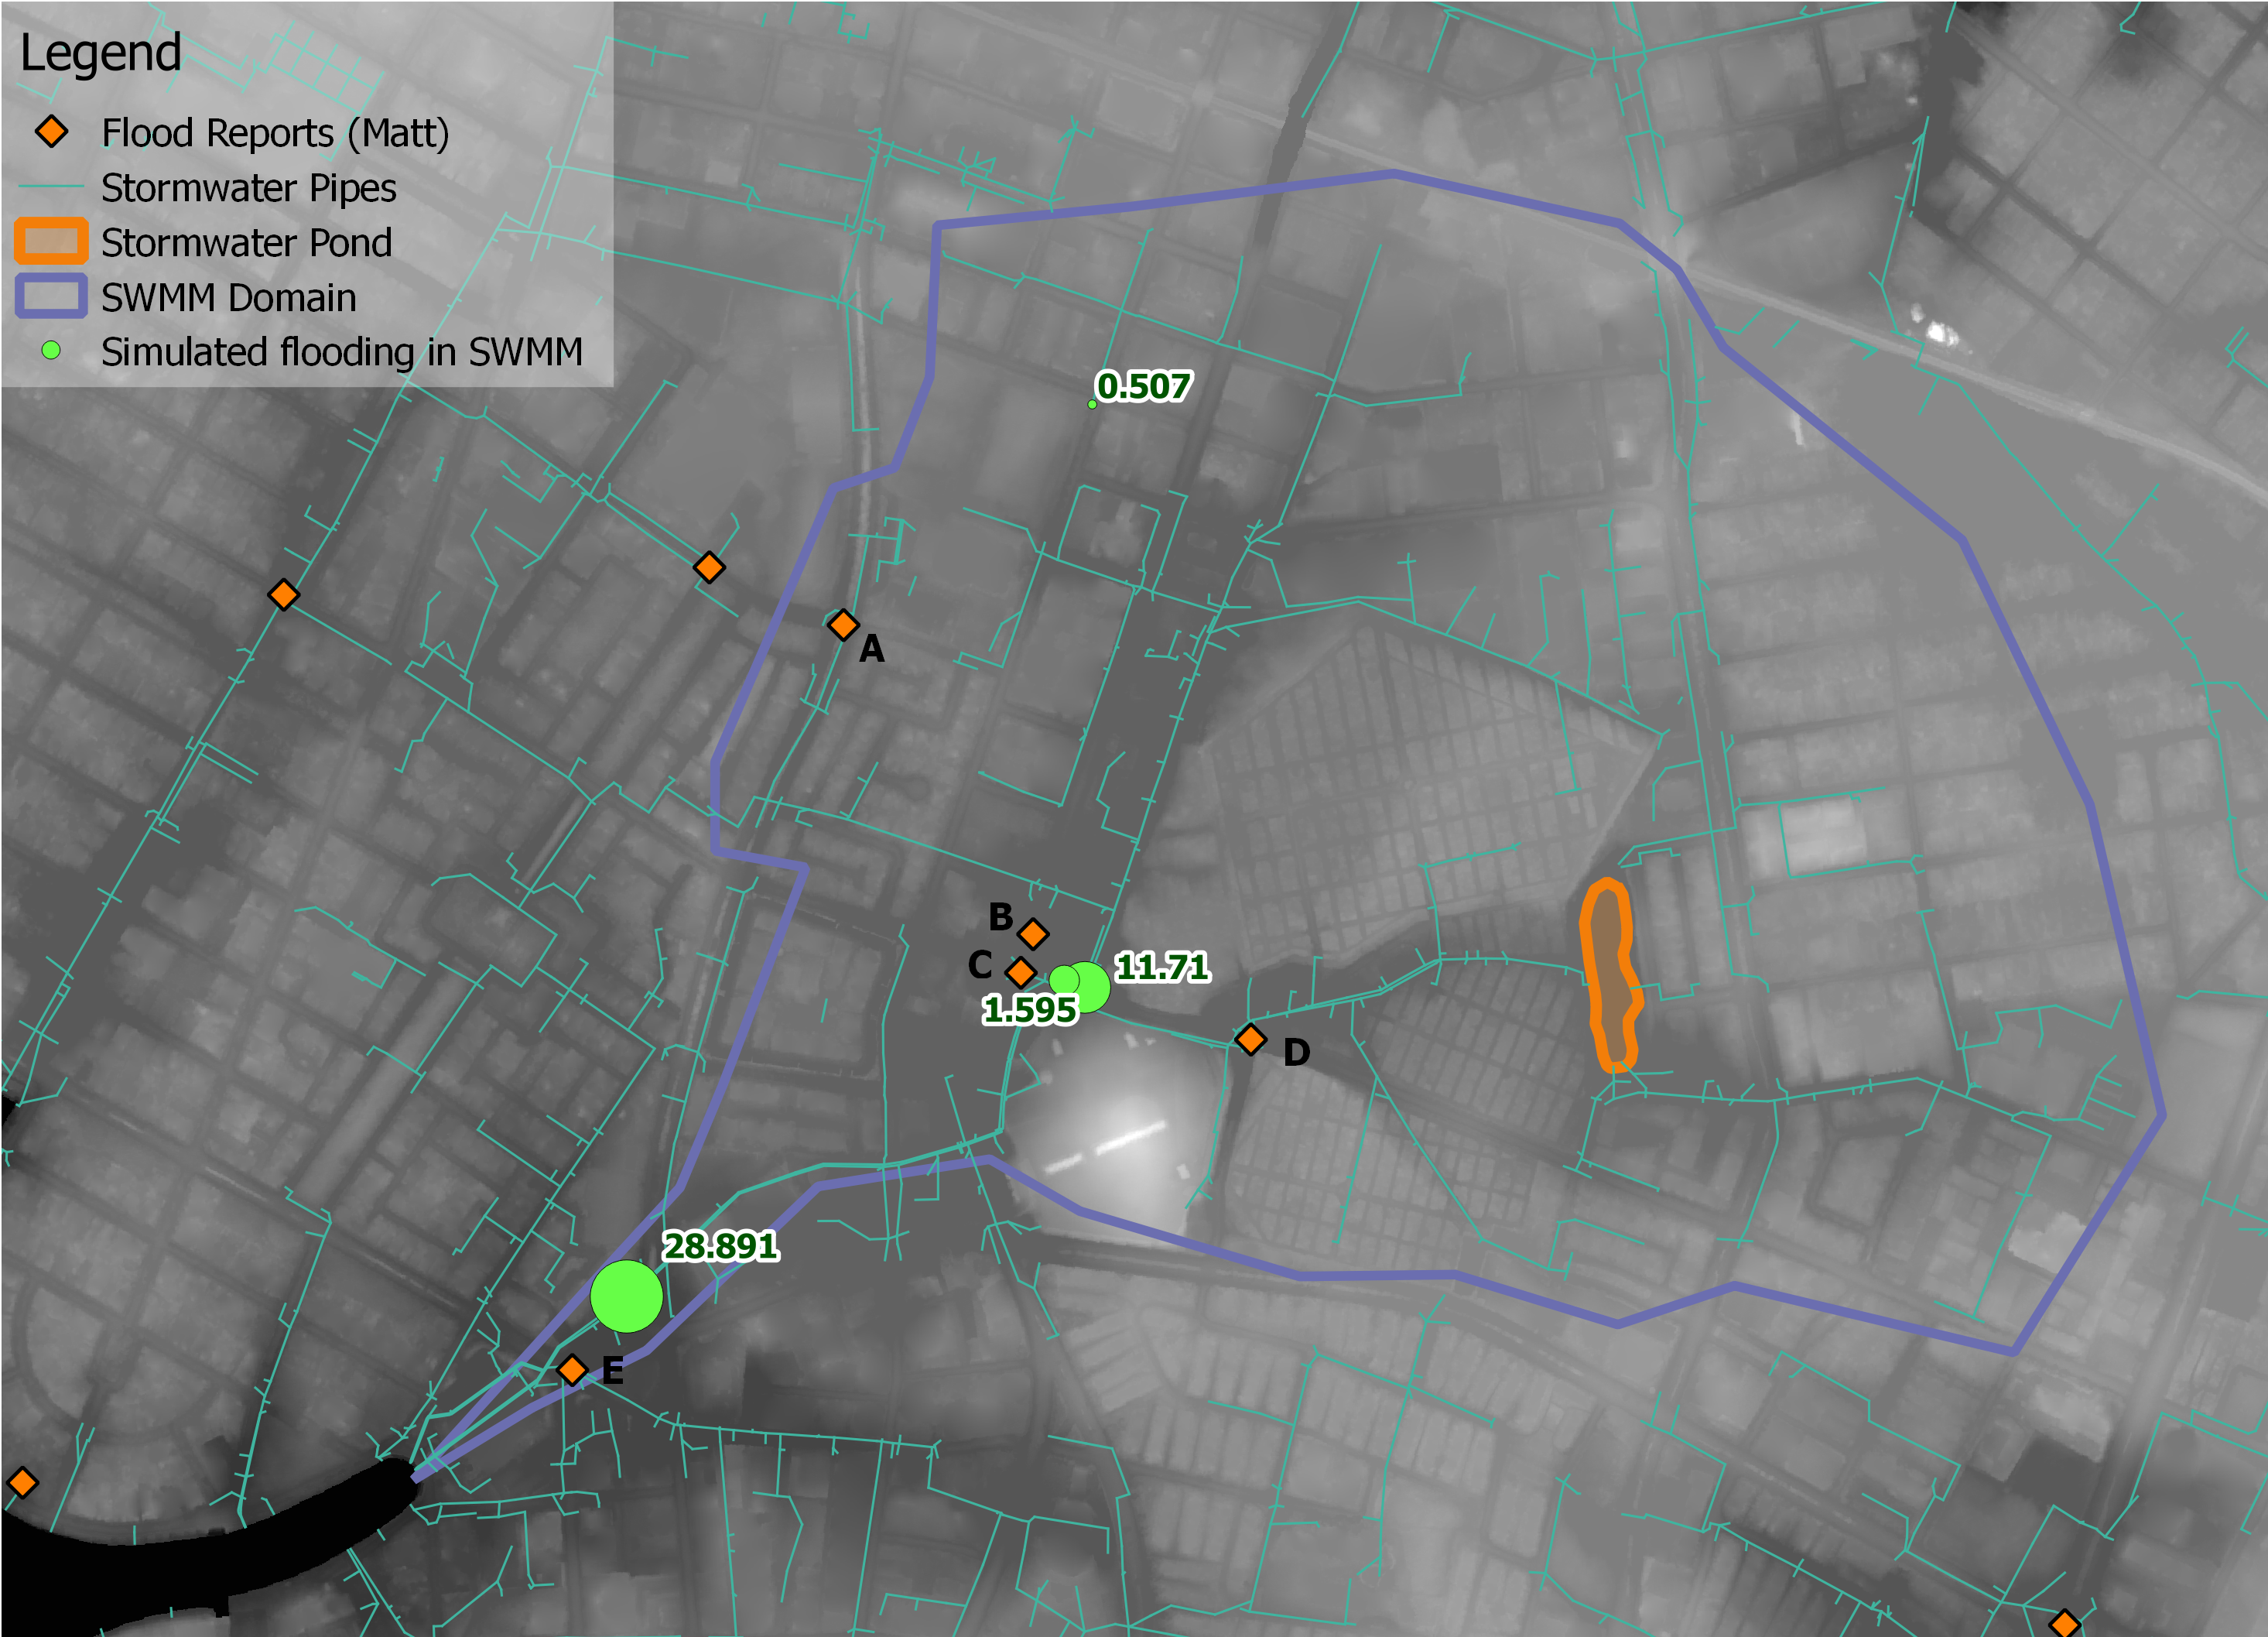 Legend
Flood Reports (Matt)
Stormwater Pipes
Stormwater Pond
SWMM Domain
Simulated flooding in SWMM
0.507
A
B
C
11.71
1.595
D
28.891
E